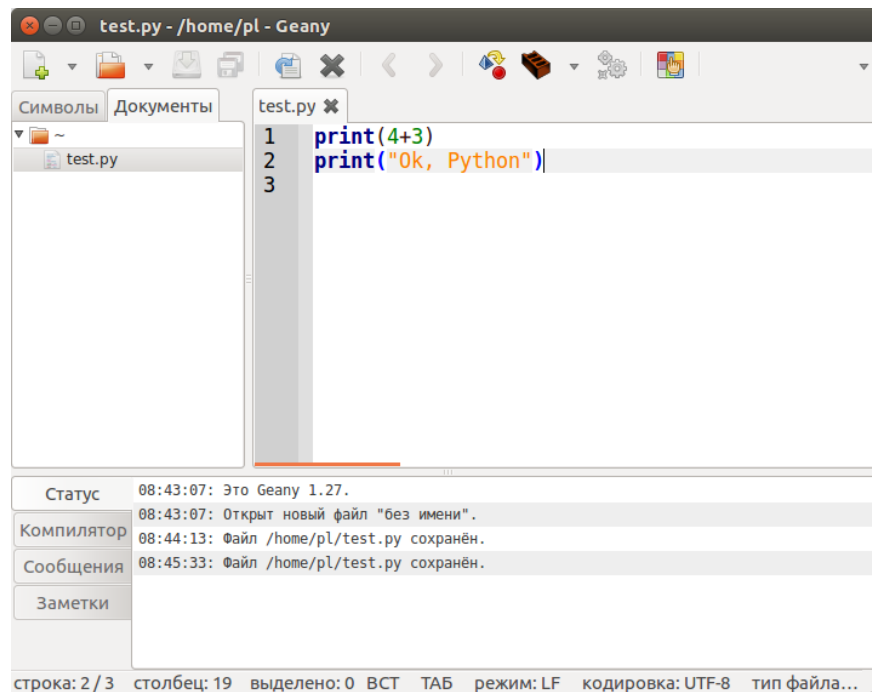 test.py - /home/pl - Geany
Символы Документы
~
test.py
test.py
1 print(4+3)
2 print("Ok, Python")
3
Статус
Компилятор
Сообщения
Заметки
08:43:07: Это Geany 1.27.
08:43:07: Открыт новый файл "без имени".
08:44:13: Файл /home/pl/test.py сохранён.
08:45:33: Файл /home/pl/test.py сохранён.
строка: 2 / 3 столбец: 19 выделено: 0 ВСТ ТАБ режим: LF кодировка: UTF-8 тип файла...